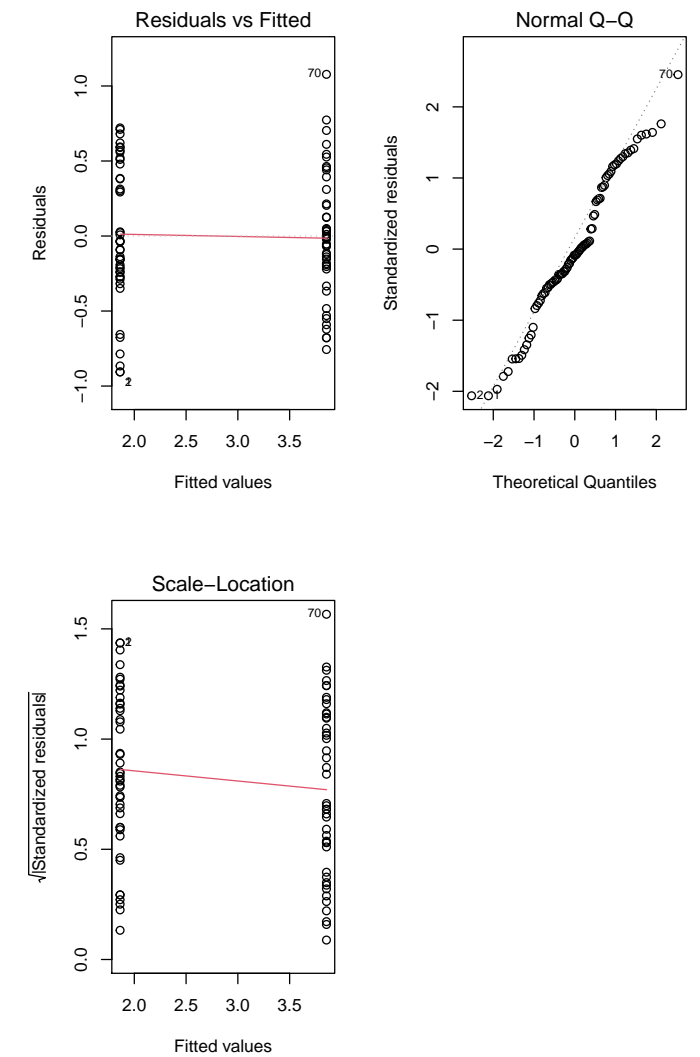 Residuals vs Fitted
Residuals
1.0
0.5
0.0
−0.5
−1.0
70
2.0 2.5 3.0 3.5
Fitted values
Normal Q−Q
Standardized residuals
2
1
0
−1
−2
70
2 1
−2 −1 0 1 2
Theoretical Quantiles
Scale−Location
√|Standardized residuals|
1.5
1.0
0.5
0.0
70
2.0 2.5 3.0 3.5
Fitted values